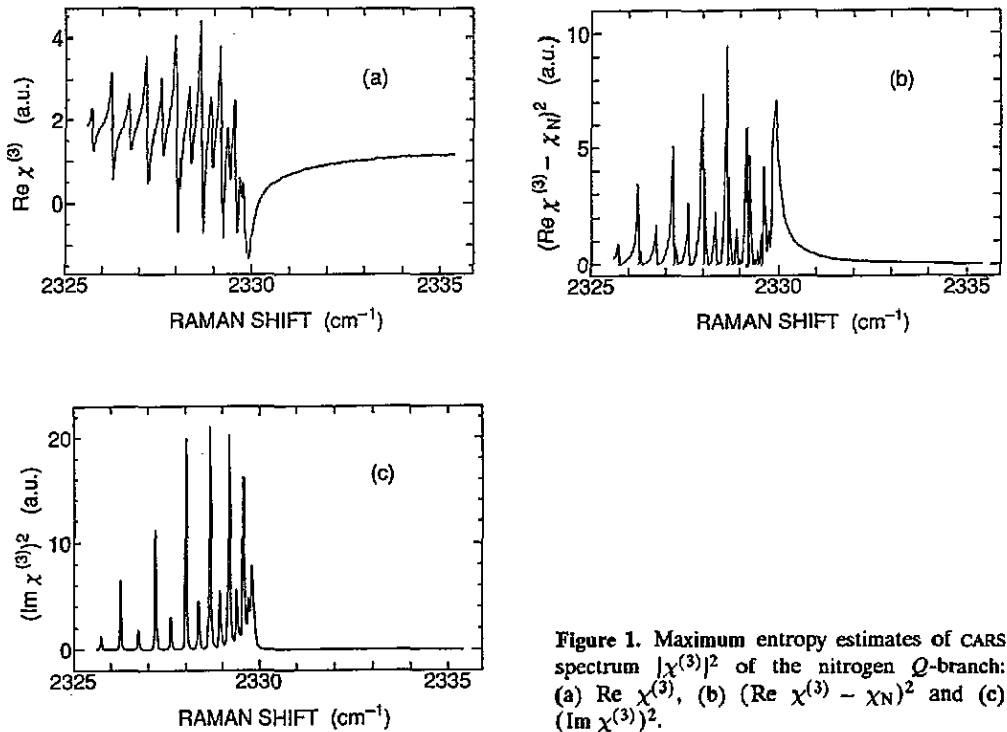 4
2
0
Re χ⁽³⁾ (a.u.)
(a)
2325
2330
2335
RAMAN SHIFT (cm⁻¹)
10
5
0
(Re χ⁽³⁾ – χN)² (a.u.)
(b)
2325
2330
2335
RAMAN SHIFT (cm⁻¹)
20
10
0
(Im χ⁽³⁾)² (a.u.)
(c)
2325
2330
2335
RAMAN SHIFT (cm⁻¹)
Figure 1. Maximum entropy estimates of CARS
spectrum |χ⁽³⁾|² of the nitrogen Q-branch:
(a) Re χ⁽³⁾, (b) (Re χ⁽³⁾ − χN)² and (c)
(Im χ⁽³⁾)².